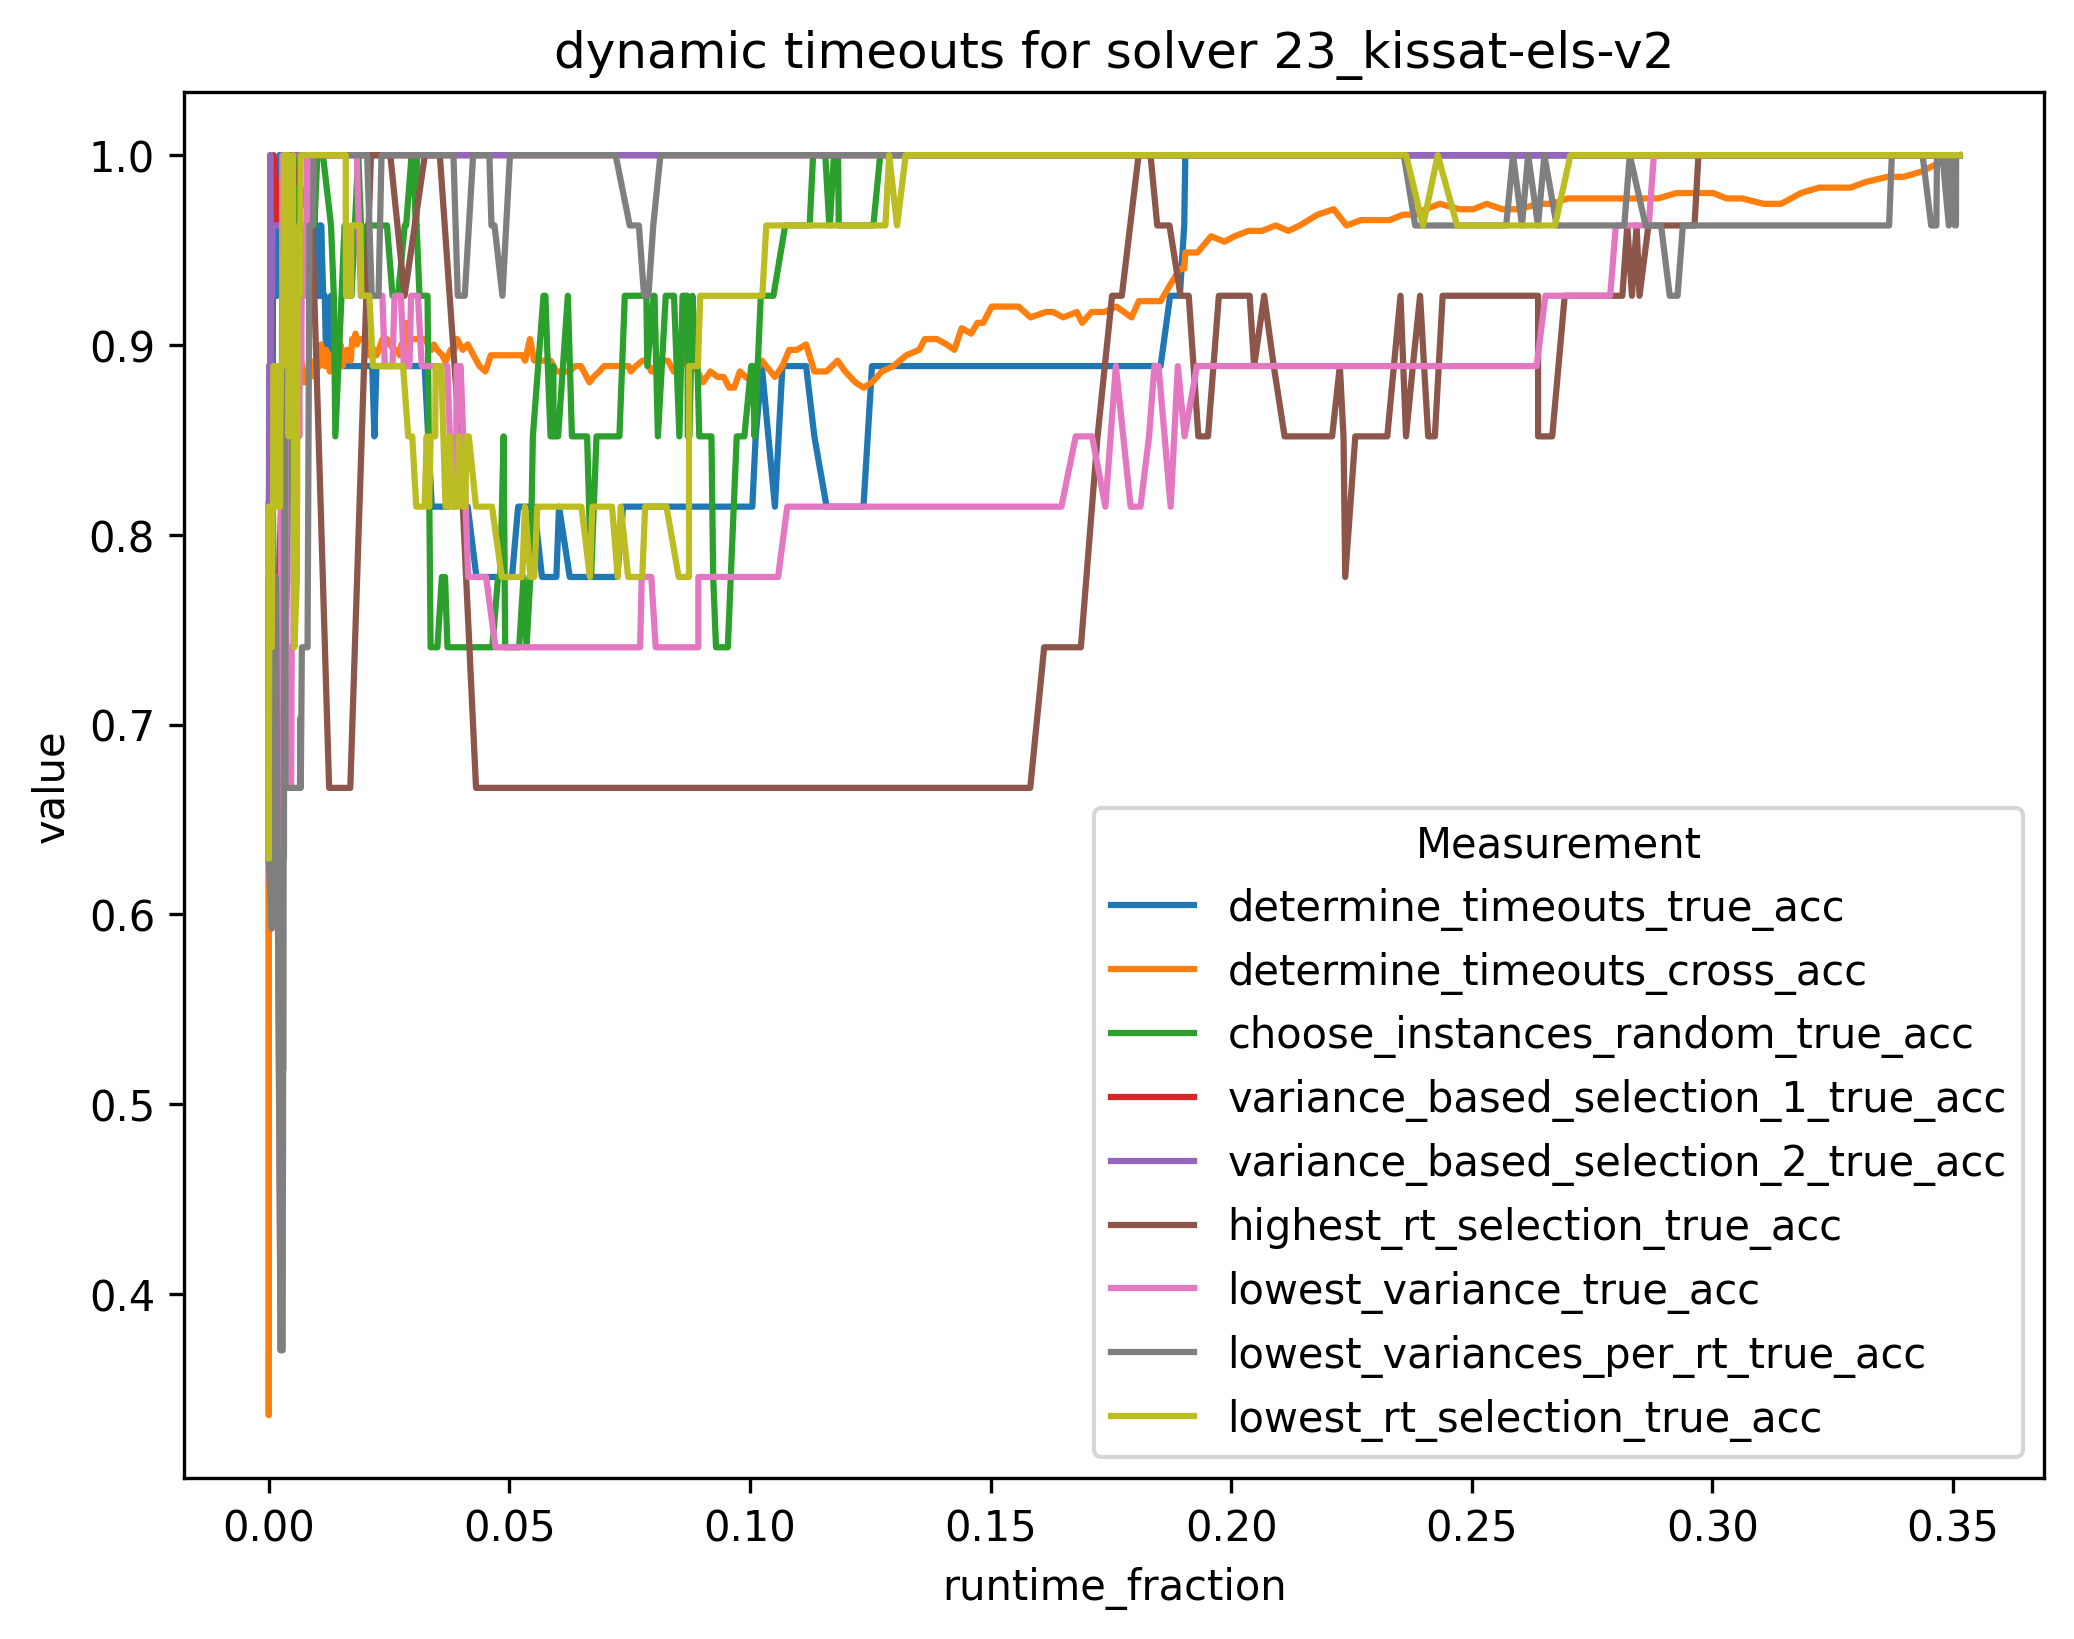 dynamic timeouts for solver 23_kissat-els-v2
1.0
0.9
0.8
0.7
0.6
0.5
0.4
value
Measurement
determine_timeouts_true_acc
determine_timeouts_cross_acc
choose_instances_random_true_acc
variance_based_selection_1_true_acc
variance_based_selection_2_true_acc
highest_rt_selection_true_acc
lowest_variance_true_acc
lowest_variances_per_rt_true_acc
lowest_rt_selection_true_acc
0.00 0.05 0.10 0.15 0.20 0.25 0.30 0.35
runtime_fraction